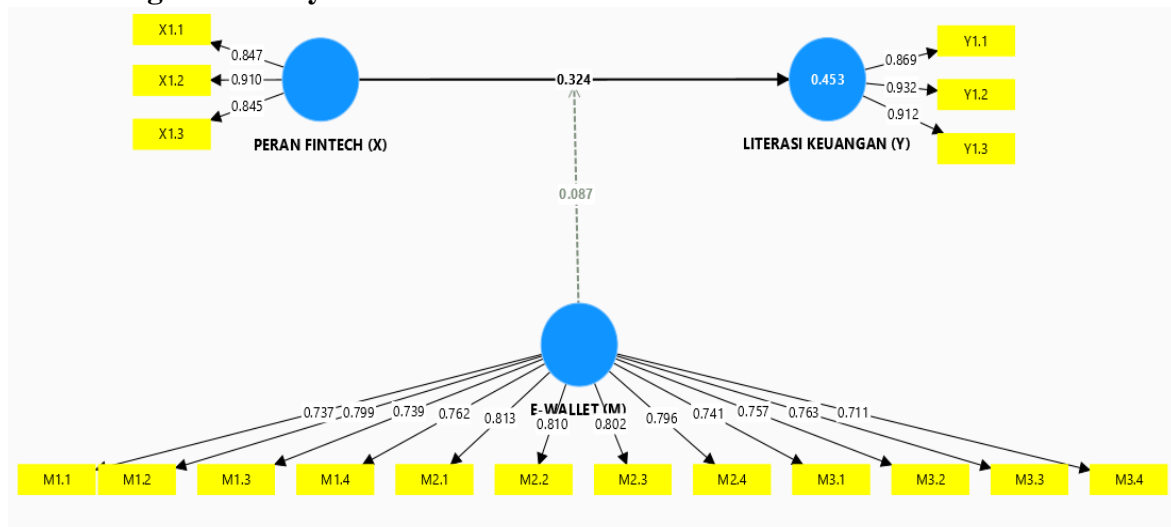 X1.1
0.847
X1.2
0.910
0.845
X1.3
PERAN FINTECH (X)
0.324
0.453
LITERASI KEUANGAN (Y)
0.869
Y1.1
0.932
Y1.2
0.912
Y1.3
0.087
E-WALLET (M)
0.737 0.799 0.739 0.762 0.813 0.810 0.802 0.796 0.741 0.757 0.763 0.711
M1.1 M1.2 M1.3 M1.4 M2.1 M2.2 M2.3 M2.4 M3.1 M3.2 M3.3 M3.4